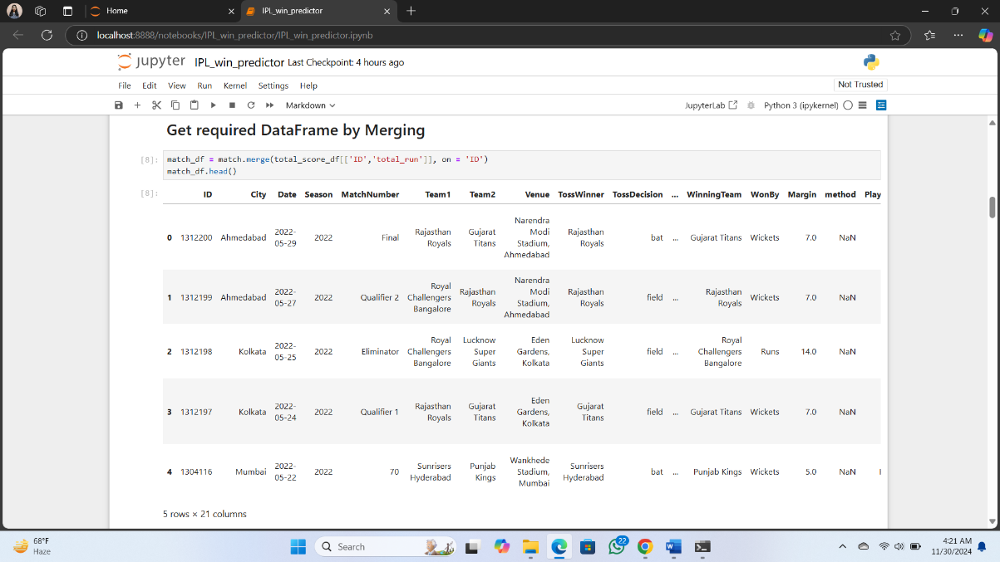 Home
IPL_win_predictor
localhost:8888/notebooks/IPL_win_predictor/IPL_win_predictor.ipynb
jupyter IPL_win_predictor Last Checkpoint: 4 hours ago
File Edit View Run Kernel Settings Help Not Trusted
Markdown JupyterLab Python 3 (ipykernel)
Get required DataFrame by Merging
[8]: match_df = match.merge(total_score_df[['ID','total_run']], on = 'ID')
match_df.head()
[8]: ID City Date Season MatchNumber Team1 Team2 Venue TossWinner TossDecision ... WinningTeam WonBy Margin method Play
0 1312200 Ahmedabad 2022-05-29 2022 Final Rajasthan Royals Gujarat Titans Narendra Modi Stadium, Ahmedabad Rajasthan Royals bat ... Gujarat Titans Wickets 7.0 NaN
1 1312199 Ahmedabad 2022-05-27 2022 Qualifier 2 Royal Challengers Bangalore Rajasthan Royals Narendra Modi Stadium, Ahmedabad Rajasthan Royals field ... Rajasthan Royals Wickets 7.0 NaN
2 1312198 Kolkata 2022-05-25 2022 Eliminator Royal Challengers Bangalore Lucknow Super Giants Eden Gardens, Kolkata Lucknow Super Giants field ... Royal Challengers Bangalore Runs 14.0 NaN
3 1312197 Kolkata 2022-05-24 2022 Qualifier 1 Rajasthan Royals Gujarat Titans Eden Gardens, Kolkata Gujarat Titans field ... Gujarat Titans Wickets 7.0 NaN
4 1304116 Mumbai 2022-05-22 2022 70 Sunrisers Hyderabad Punjab Kings Wankhede Stadium, Mumbai Sunrisers Hyderabad bat ... Punjab Kings Wickets 5.0 NaN
5 rows × 21 columns
68°F
Haze
Search
22
4:21 AM
11/30/2024